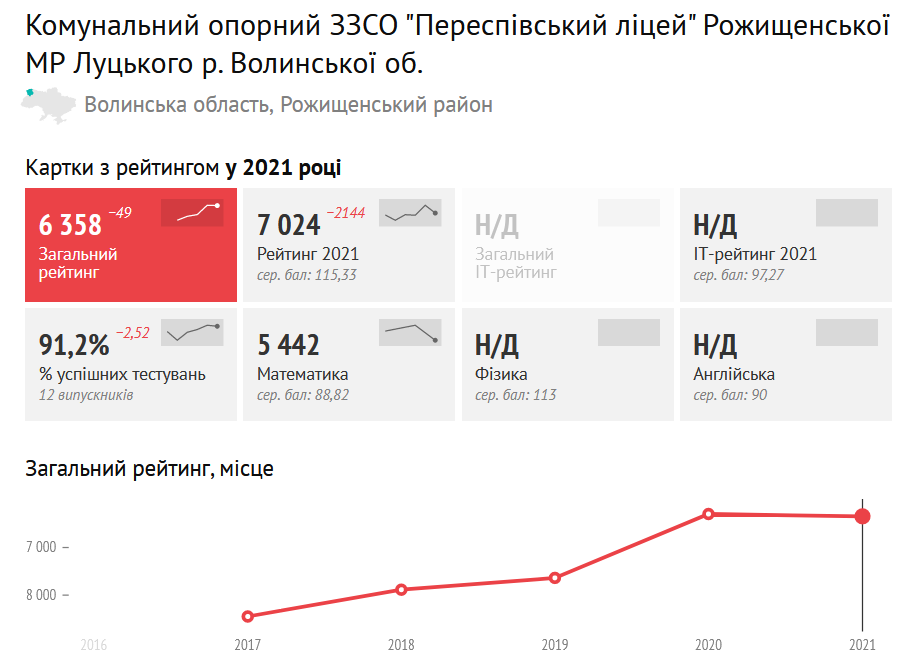 Комунальний опорний ЗЗСО "Переспівський ліцей" Рожищенської
МР Луцького р. Волинської об.
Волинська область, Рожищенський район
Картки з рейтингом у 2021 році
6 358 −49
Загальний
рейтинг
7 024 −2144
Рейтинг 2021
сер. бал: 115,33
Н/Д
Загальний
ІТ-рейтинг
Н/Д
ІТ-рейтинг 2021
сер. бал: 97,27
91,2% −2,52
% успішних тестувань
12 випускників
5 442
Математика
сер. бал: 88,82
Н/Д
Фізика
сер. бал: 113
Н/Д
Англійська
сер. бал: 90
Загальний рейтинг, місце
7 000
8 000
2016 2017 2018 2019 2020 2021